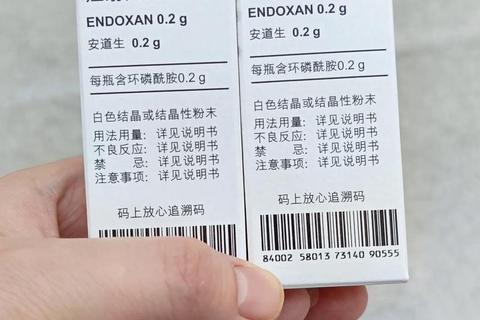 ENDOXAN 0.2 g
安道生 0.2 g
每瓶含环磷酰胺0.2 g
白色结晶或结晶性粉末
用法用量: 详见说明书
不良反应: 详见说明书
禁 忌: 详见说明书
注意事项: 详见说明书
码上放心追溯码
ENDOXAN 0.2 g
安道生 0.2 g
每瓶含环磷酰胺0.2 g
白色结晶或结晶性粉末
用法用量: 详见说明书
不良反应: 详见说明书
禁 忌: 详见说明书
注意事项: 详见说明书
码上放心追溯码
84002 58013 73140 90555